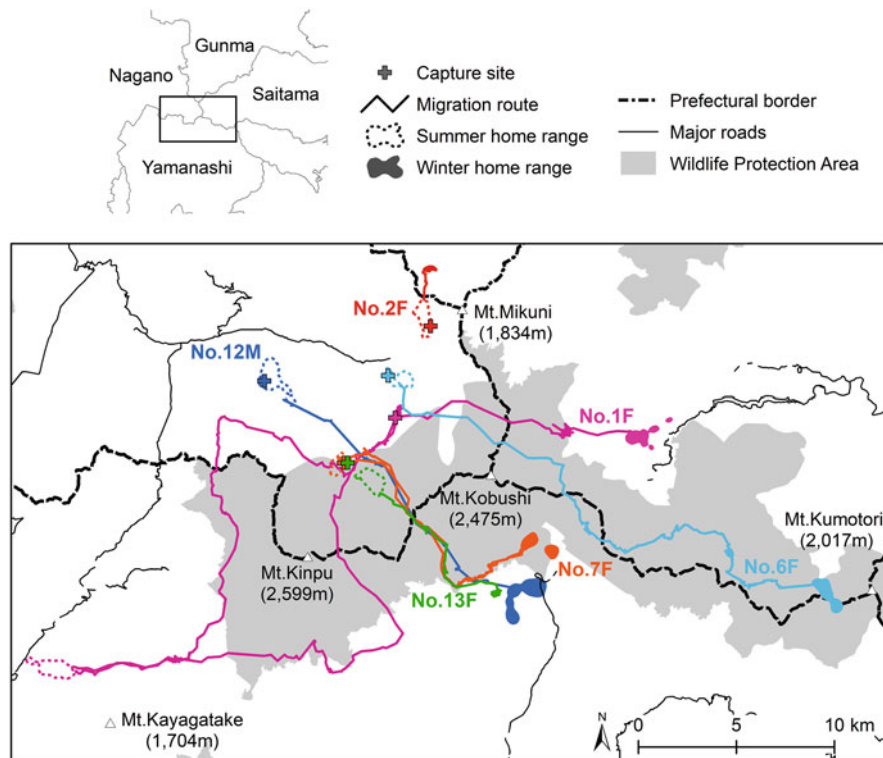 Gunma
Nagano
Saitama
Yamanashi
Capture site
Migration route
Summer home range
Winter home range
Prefectural border
Major roads
Wildlife Protection Area
No.2F
Mt.Mikuni
(1,834m)
No.12M
No.1F
Mt.Kobushi
(2,475m)
Mt.Kumotori
(2,017m)
Mt.Kinpu
(2,599m)
No.7F
No.6F
No.13F
Mt.Kayagatake
(1,704m)
N
0 5 10 km